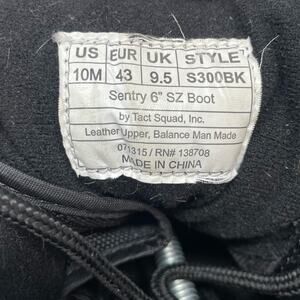 US EUR UK STYLE
10M 43 9.5 S300BK
Sentry 6" SZ Boot
by Tact Squad, Inc.
Leather Upper, Balance Man Made
071315 / RN# 138708
MADE IN CHINA